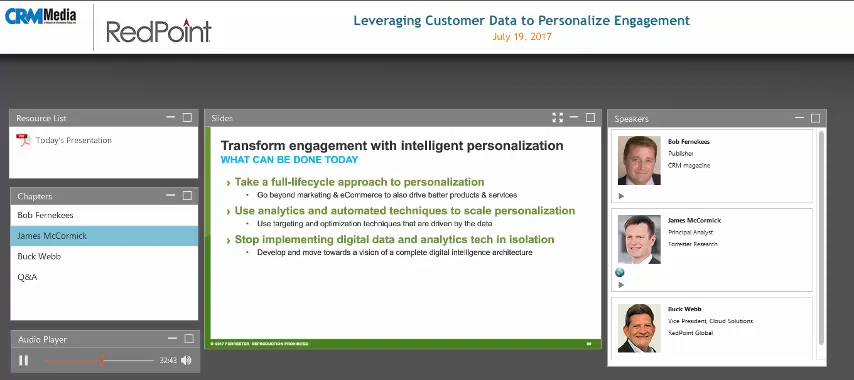 CRM Media
RedPoint
Leveraging Customer Data to Personalize Engagement
July 19, 2017
Resource List
Today's Presentation
Chapters
Bob Fernekees
James McCormick
Buck Webb
Q&A
Audio Player
32:43
Slides
Transform engagement with intelligent personalization
WHAT CAN BE DONE TODAY
› Take a full-lifecycle approach to personalization
• Go beyond marketing & eCommerce to also drive better products & services
› Use analytics and automated techniques to scale personalization
• Use targeting and optimization techniques that are driven by the data
› Stop implementing digital data and analytics tech in isolation
• Develop and move towards a vision of a complete digital intelligence architecture
© 2017 FORRESTER. REPRODUCTION PROHIBITED
Speakers
Bob Fernekees
Publisher
CRM magazine
James McCormick
Principal Analyst
Forrester Research
Buck Webb
Vice President, Cloud Solutions
RedPoint Global